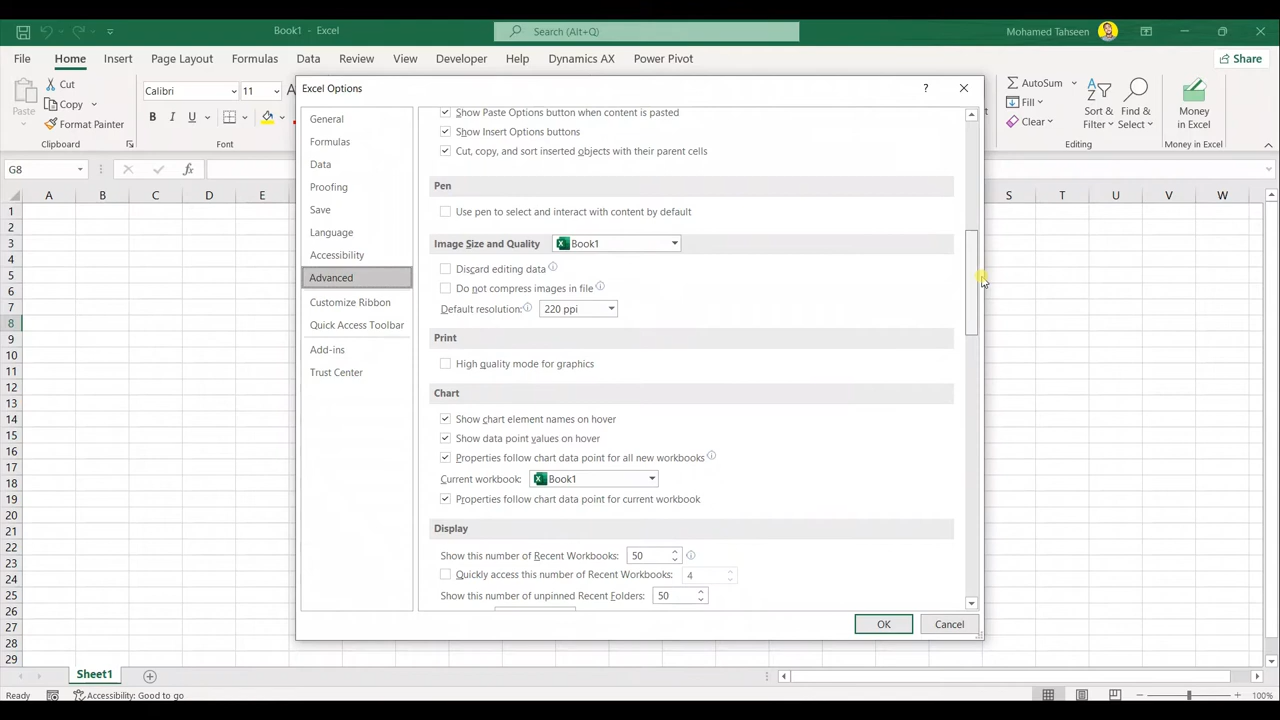 Book1 - Excel
Search (Alt+Q)
Mohamed Tahseen
File Home Insert Page Layout Formulas Data Review View Developer Help Dynamics AX Power Pivot
Share
Paste
Cut
Copy
Format Painter
Clipboard
Calibri 11 A
B I U
Font
AutoSum
Fill
Clear
Sort & Filter
Find & Select
Editing
Money in Excel
Money in Excel
G8
fx
A B C D E S T U V W
1
2
3
4
5
6
7
8
9
10
11
12
13
14
15
16
17
18
19
20
21
22
23
24
25
26
27
28
29
Excel Options
?
General
Formulas
Data
Proofing
Save
Language
Accessibility
Advanced
Customize Ribbon
Quick Access Toolbar
Add-ins
Trust Center
Show Paste Options button when content is pasted
Show Insert Options buttons
Cut, copy, and sort inserted objects with their parent cells
Pen
Use pen to select and interact with content by default
Image Size and Quality Book1
Discard editing data
Do not compress images in file
Default resolution: 220 ppi
Print
High quality mode for graphics
Chart
Show chart element names on hover
Show data point values on hover
Properties follow chart data point for all new workbooks
Current workbook: Book1
Properties follow chart data point for current workbook
Display
Show this number of Recent Workbooks: 50
Quickly access this number of Recent Workbooks: 4
Show this number of unpinned Recent Folders: 50
OK Cancel
Sheet1
Ready Accessibility: Good to go 100%